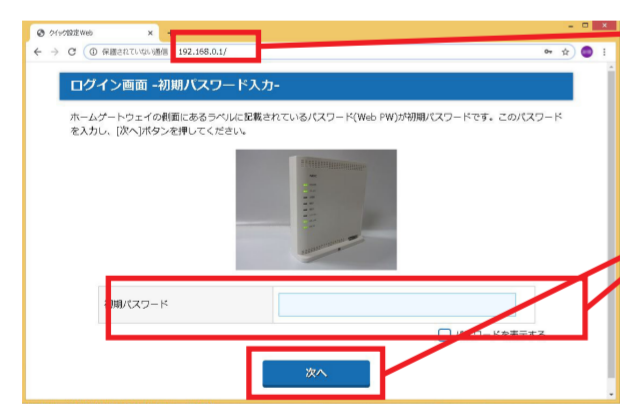 クイック設定Web
保護されていない通信 192.168.0.1/
ログイン画面 -初期パスワード入力-
ホームゲートウェイの側面にあるラベルに記載されているパスワード(Web PW)が初期パスワードです。このパスワード
を入力し、[次へ]ボタンを押してください。
初期パスワード
パスワードを表示する
次へ